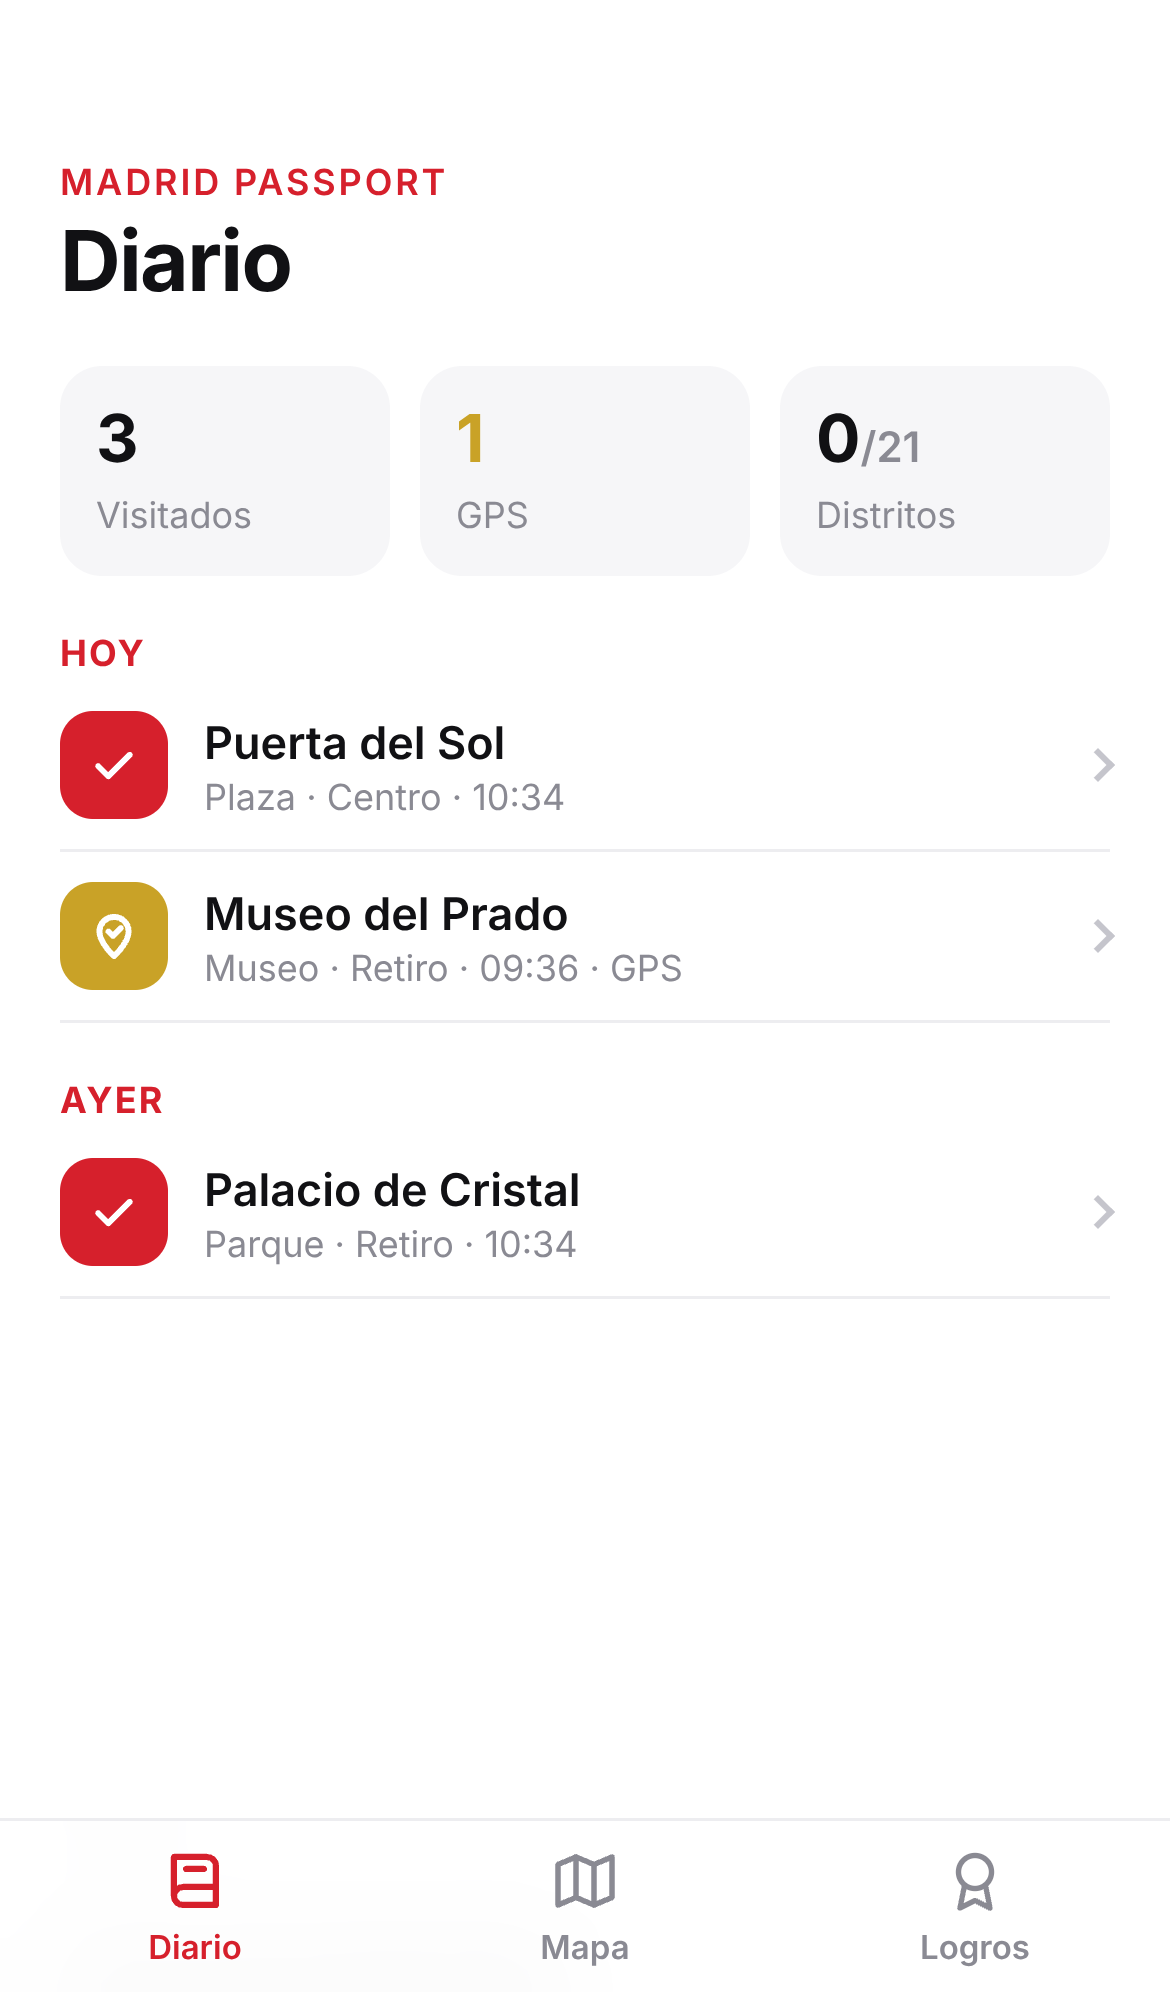 MADRID PASSPORT
Diario
3
Visitados
1
GPS
0/21
Distritos
HOY
Puerta del Sol
Plaza · Centro · 10:34
Museo del Prado
Museo · Retiro · 09:36 · GPS
AYER
Palacio de Cristal
Parque · Retiro · 10:34
Diario
Mapa
Logros